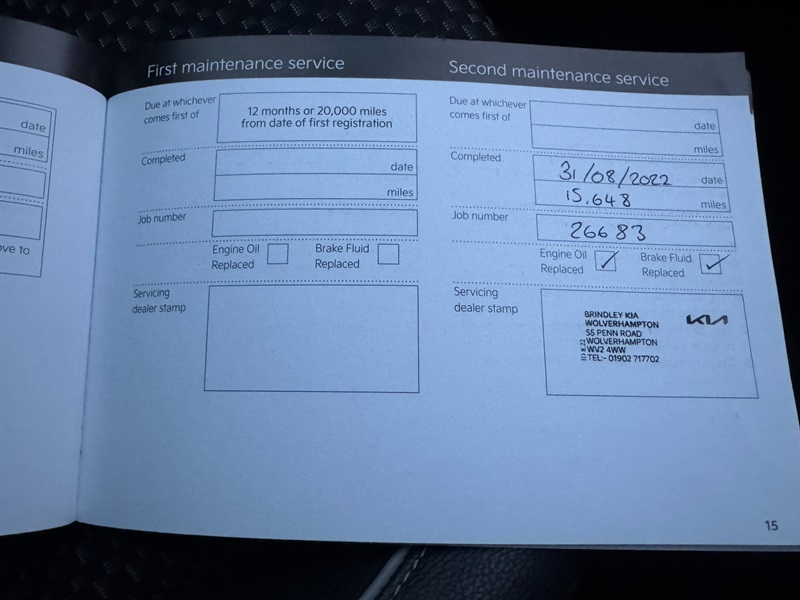 date
miles
ove to
First maintenance service
Due at whichever
comes first of
12 months or 20,000 miles
from date of first registration
Completed
date
miles
Job number
Engine Oil
Replaced
Brake Fluid
Replaced
Servicing
dealer stamp
Second maintenance service
Due at whichever
comes first of
date
miles
Completed
31/08/2022
date
15.648
miles
Job number
26683
Engine Oil
Replaced
Brake Fluid
Replaced
Servicing
dealer stamp
BRINDLEY KIA
WOLVERHAMPTON
55 PENN ROAD
WOLVERHAMPTON
WV2 4WW
TEL:- 01902 717702
KIA
15